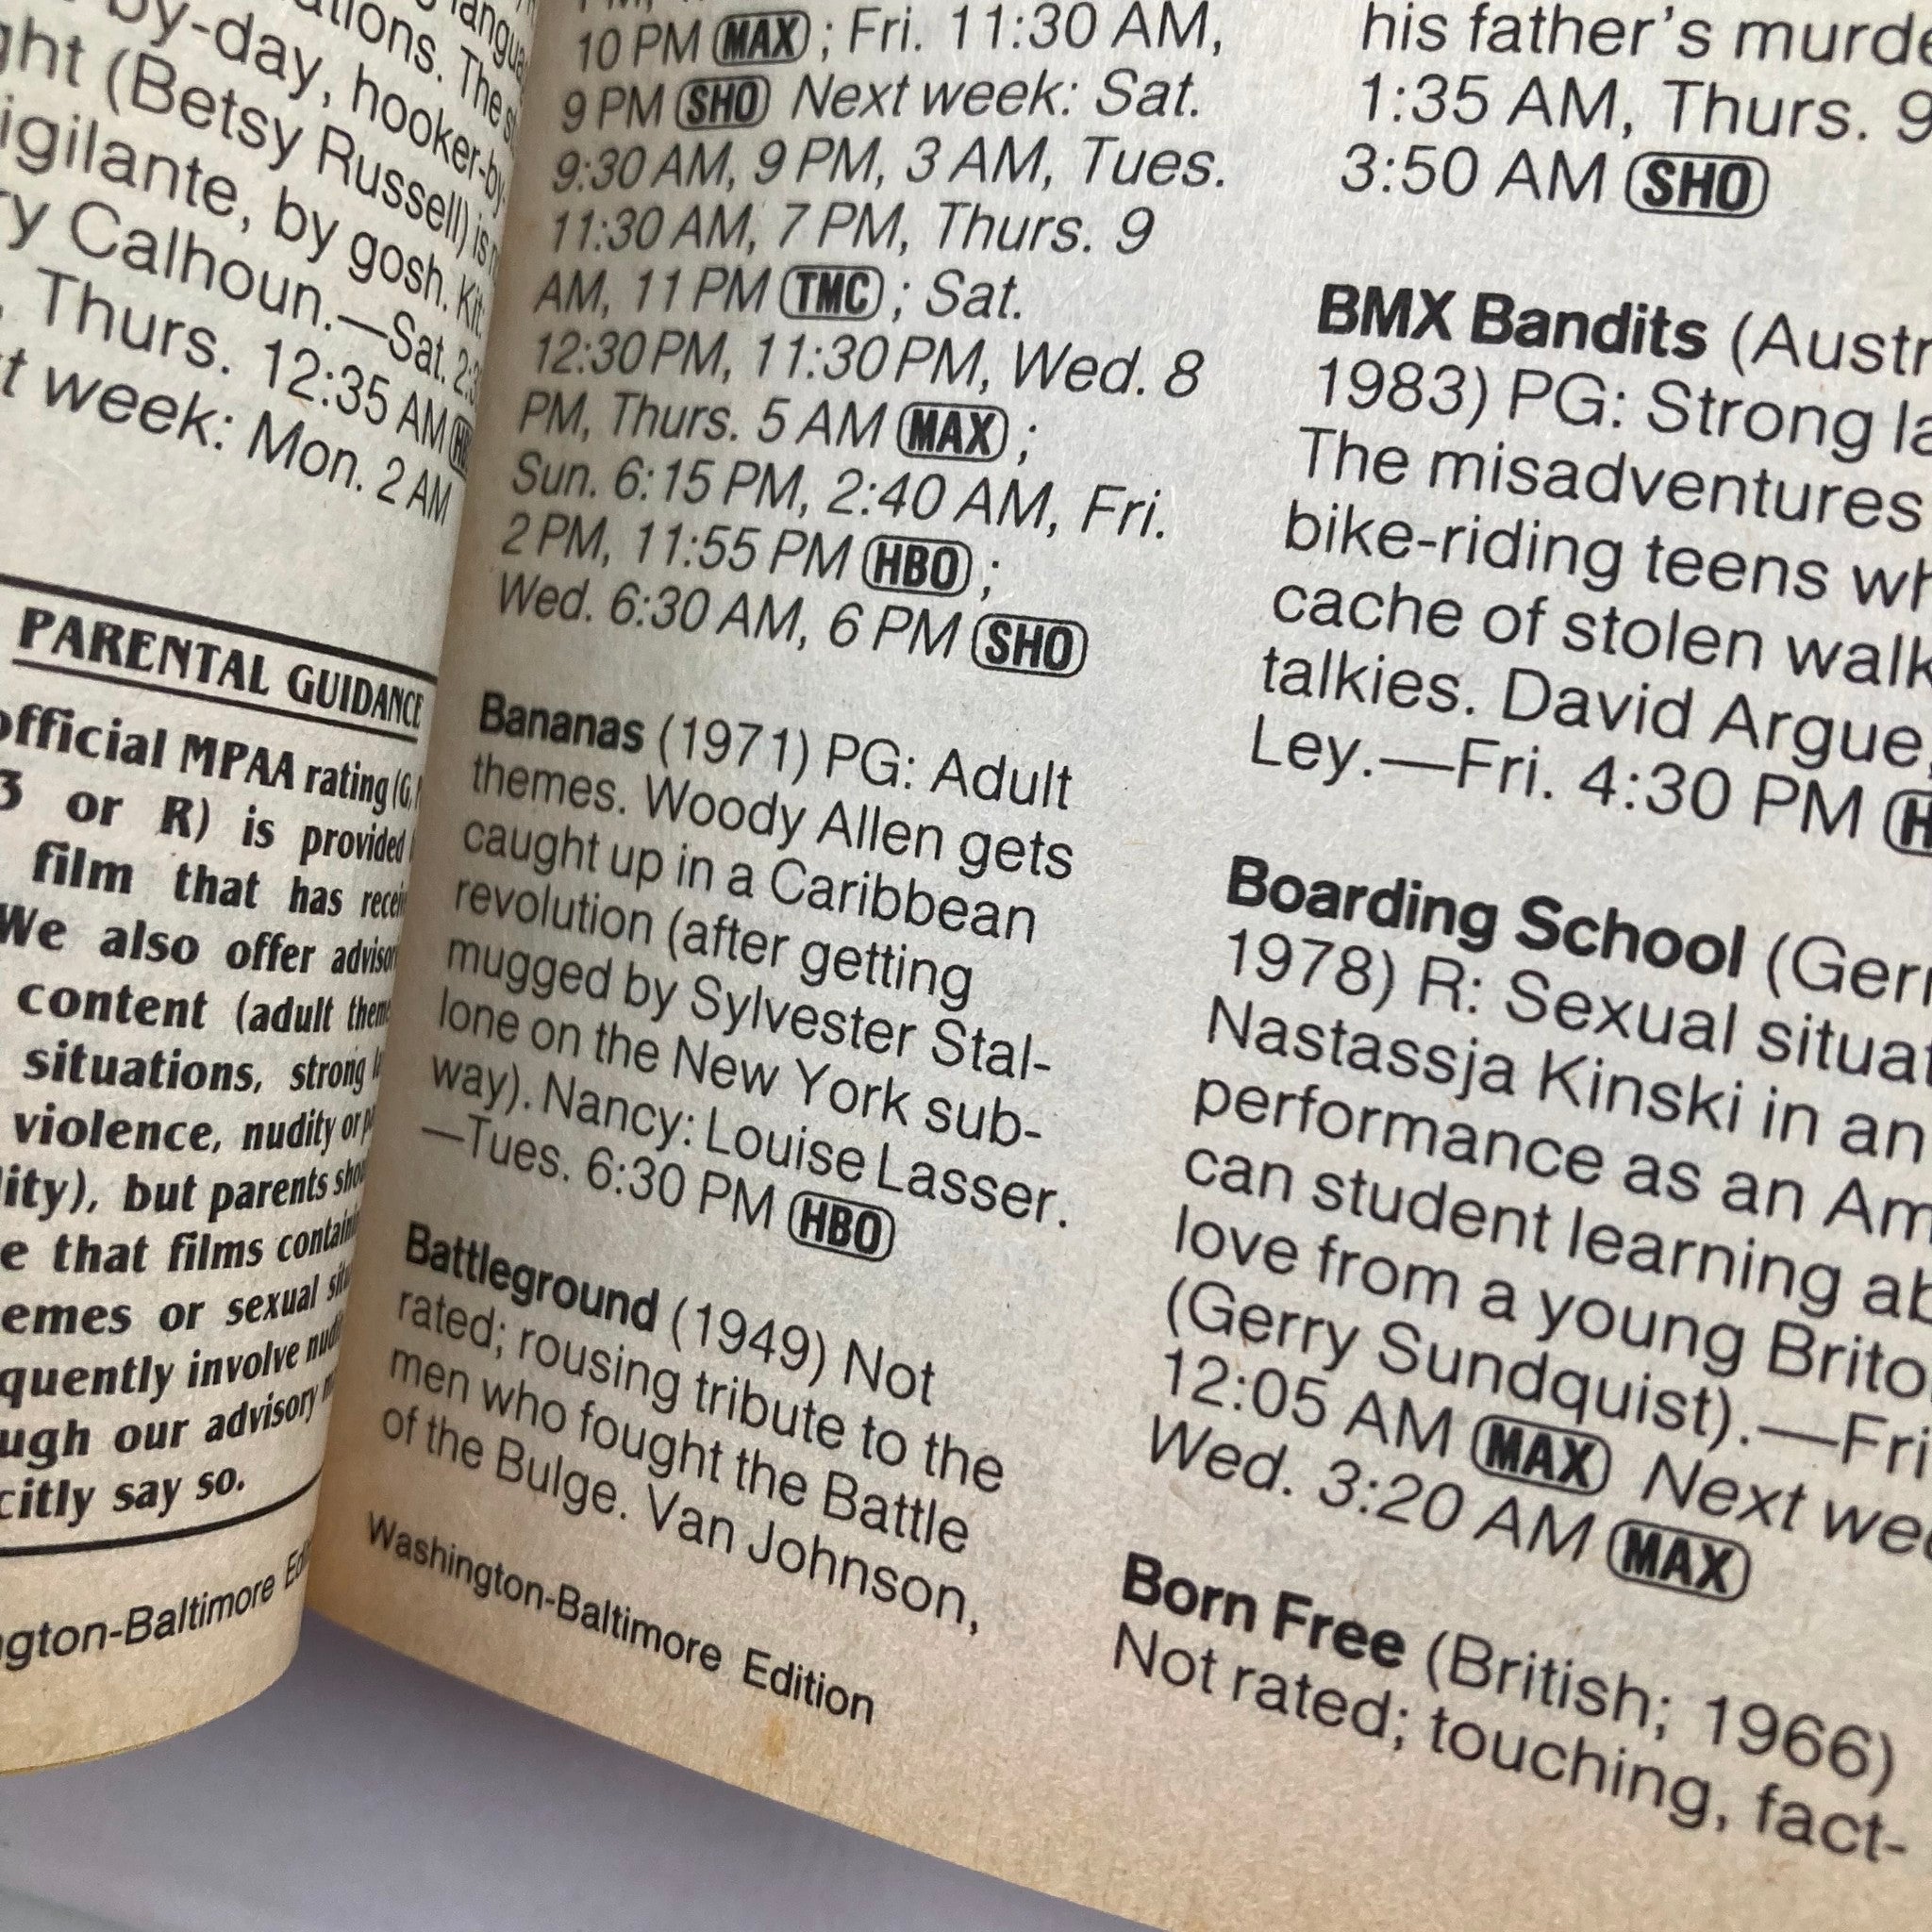 by-day, hooker-by-
(Betsy Russell) is
by gosh. Kit
Calhoun.—Sat.
Thurs. 12:35 AM
week: Mon. 2 AM
PARENTAL GUIDANCE
official MPAA rating (G,
or R) is provided
film that has
We also offer
content (adult
situations, strong
violence, nudity or
but parents
that films
or sexual
involve
our advisory
say so.
10 PM MAX ; Fri. 11:30 AM,
9 PM SHO Next week: Sat.
9:30 AM, 9 PM, 3 AM, Tues.
11:30 AM, 7 PM, Thurs. 9
AM, 11 PM TMC ; Sat.
12:30 PM, 11:30 PM, Wed. 8
PM, Thurs. 5 AM MAX ;
Sun. 6:15 PM, 2:40 AM, Fri.
2 PM, 11:55 PM HBO ;
Wed. 6:30 AM, 6 PM SHO
Bananas (1971) PG: Adult
themes. Woody Allen gets
caught up in a Caribbean
revolution (after getting
mugged by Sylvester Stal-
lone on the New York sub-
way). Nancy: Louise Lasser.
—Tues. 6:30 PM HBO
Battleground (1949) Not
rated; rousing tribute to the
men who fought the Battle
of the Bulge. Van Johnson,
Washington-Baltimore Edition
his father's
1:35 AM, Thurs. 9
3:50 AM SHO
BMX Bandits
1983) PG: Strong
The misadventures
bike-riding teens
cache of stolen
talkies. David Argue,
Ley.—Fri. 4:30 PM
Boarding School
1978) R: Sexual
Nastassja Kinski in an
performance as an
can student learning
love from a young
(Gerry Sundquist).—Fri
12:05 AM MAX Next
Wed. 3:20 AM MAX
Born Free (British; 1966)
Not rated; touching, fact-